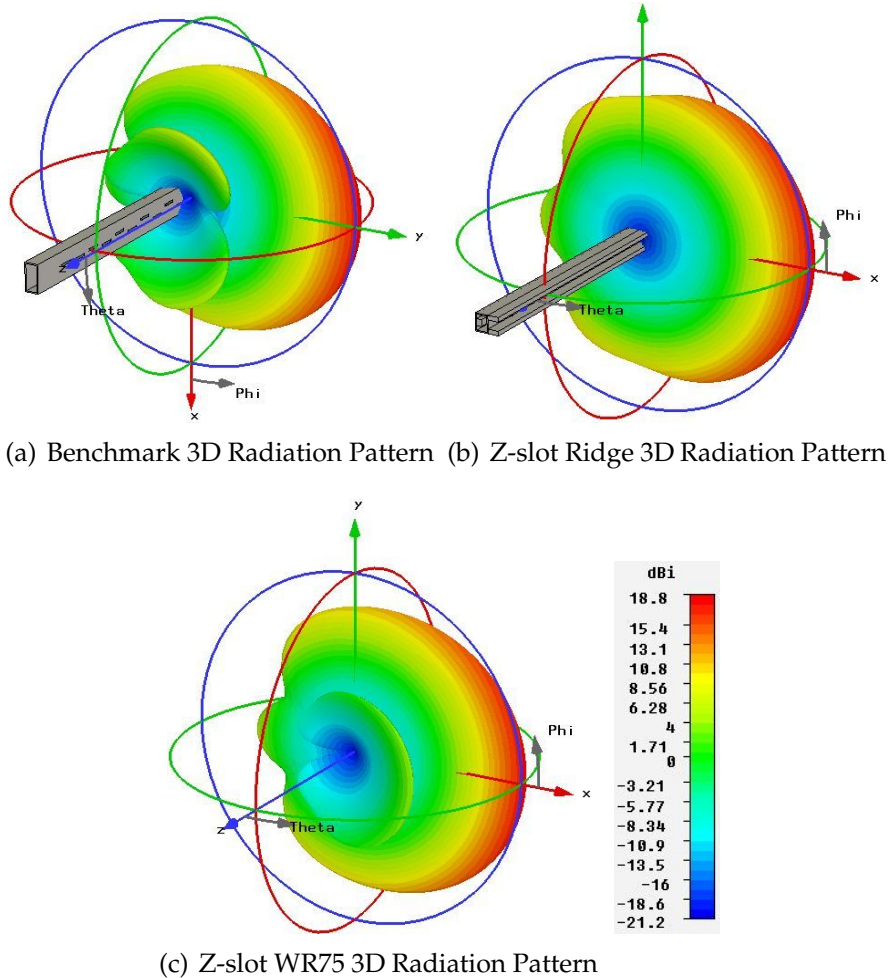 y
z
Theta
Phi
x
Phi
x
Theta
(a) Benchmark 3D Radiation Pattern (b) Z-slot Ridge 3D Radiation Pattern
y
Phi
x
z
Theta
dBi
18.8
15.4
13.1
10.8
8.56
6.28
4
1.71
0
-3.21
-5.77
-8.34
-10.9
-13.5
-16
-18.6
-21.2
(c) Z-slot WR75 3D Radiation Pattern